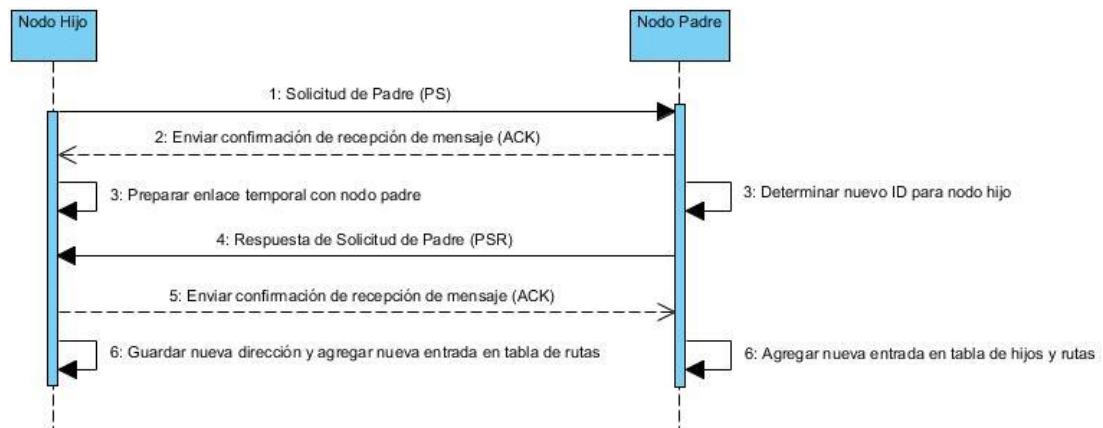 Nodo Hijo
Nodo Padre
1: Solicitud de Padre (PS)
2: Enviar confirmación de recepción de mensaje (ACK)
3: Preparar enlace temporal con nodo padre
3: Determinar nuevo ID para nodo hijo
4: Respuesta de Solicitud de Padre (PSR)
5: Enviar confirmación de recepción de mensaje (ACK)
6: Guardar nueva dirección y agregar nueva entrada en tabla de rutas
6: Agregar nueva entrada en tabla de hijos y rutas